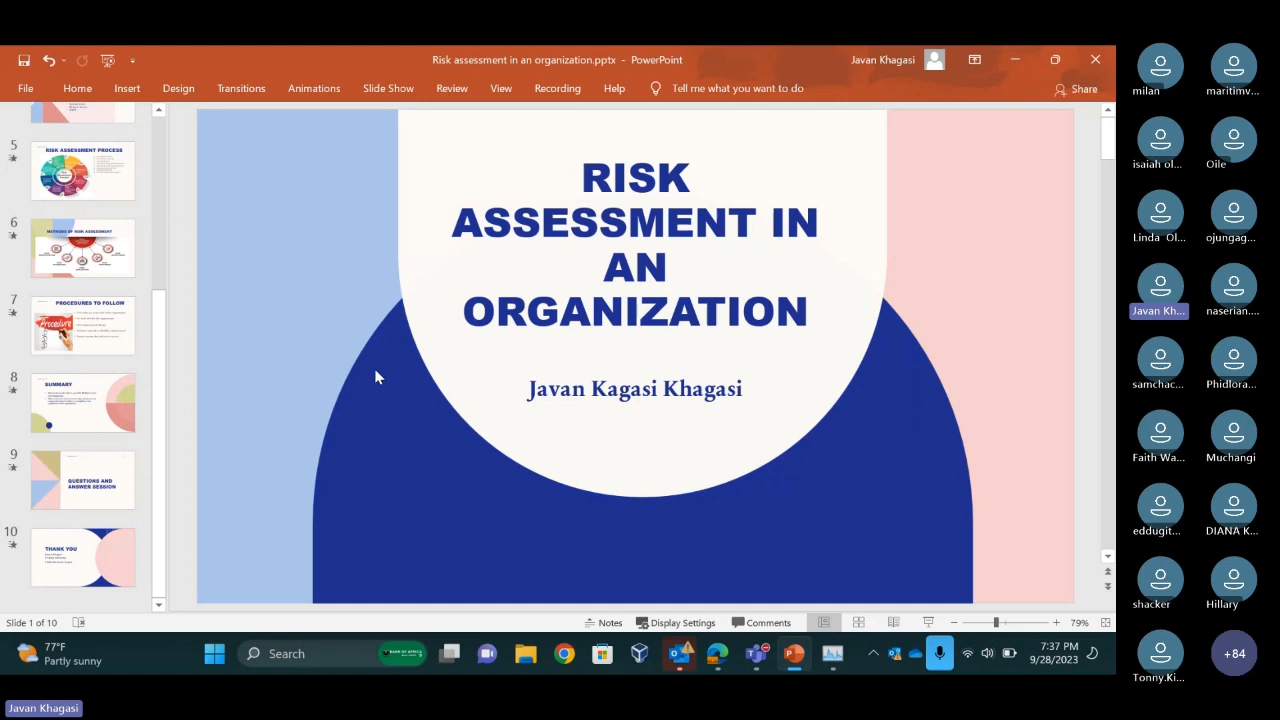 Risk assessment in an organization.pptx - PowerPoint
Javan Khagasi
File Home Insert Design Transitions Animations Slide Show Review View Recording Help Tell me what you want to do
Share
5
RISK ASSESSMENT PROCESS
6
METHODS OF RISK ASSESSMENT
7
PROCEDURES TO FOLLOW
Procedure
8
SUMMARY
9
QUESTIONS AND
ANSWER SESSION
10
THANK YOU
RISK
ASSESSMENT IN
AN
ORGANIZATION
Javan Kagasi Khagasi
Slide 1 of 10
Notes Display Settings Comments
79%
77°F
Partly sunny
Search
BANK OF AFRICA
7:37 PM
9/28/2023
milan
maritimv...
isaiah ol...
Oile
Linda Ol...
ojungag...
Javan Kh...
naserian....
samchac...
Phidlora...
Faith Wa...
Muchangi
eddugit...
DIANA K...
shacker
Hillary
Tonny.Ki...
+84
Javan Khagasi